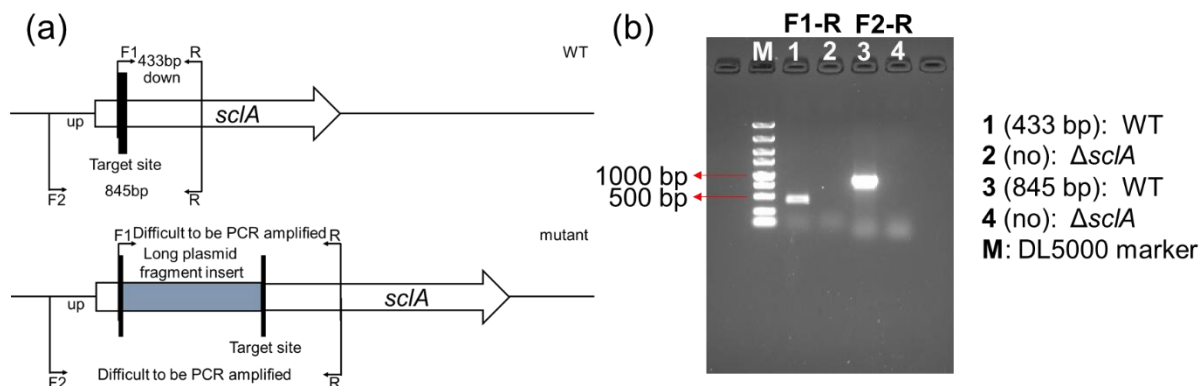 (a)
F1
433bp
R
WT
down
up
sclA
Target site
F2
845bp
R
F1
Difficult to be PCR amplified
R
mutant
Long plasmid
fragment insert
up
sclA
Target site
F2
Difficult to be PCR amplified
R
(b)
F1-R F2-R
M 1 2 3 4
1000 bp
500 bp
1 (433 bp): WT
2 (no): ΔsclA
3 (845 bp): WT
4 (no): ΔsclA
M: DL5000 marker